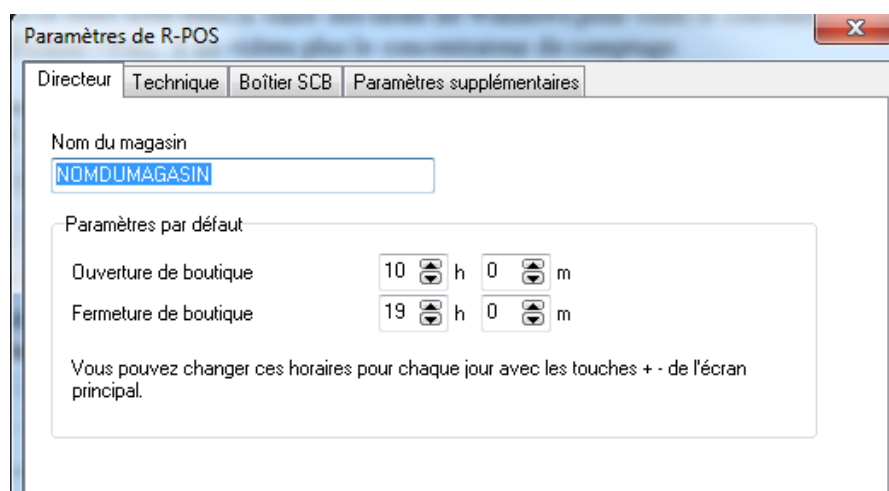 Paramètres de R-POS
Directeur Technique Boîtier SCB Paramètres supplémentaires
Nom du magasin
NOMDUMAGASIN
Paramètres par défaut
Ouverture de boutique 10 h 0 m
Fermeture de boutique 19 h 0 m
Vous pouvez changer ces horaires pour chaque jour avec les touches + - de l'écran
principal.